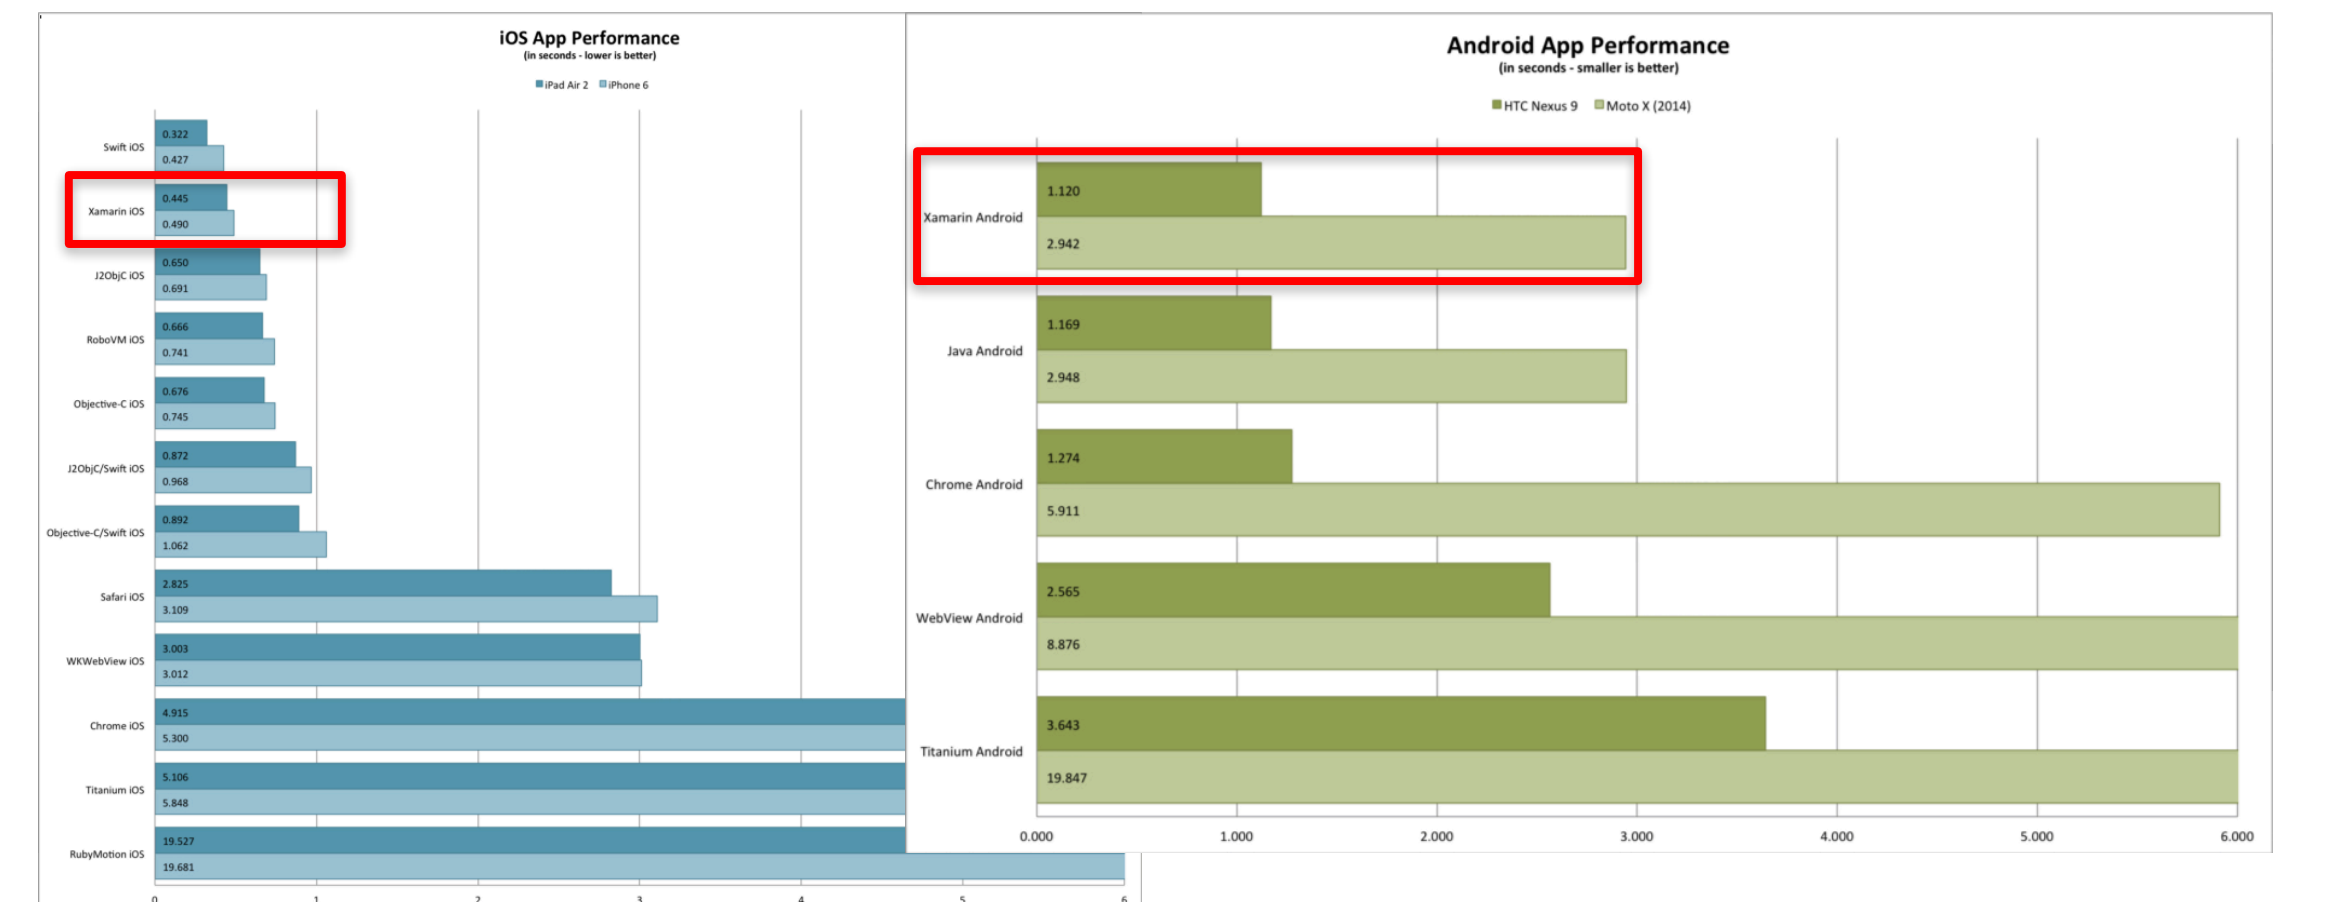 iOS App Performance
(in seconds - lower is better)
iPad Air 2 iPhone 6
Swift iOS
0.322
0.427
Xamarin iOS
0.445
0.490
J2ObjC iOS
0.650
0.691
RoboVM iOS
0.666
0.741
Objective-C iOS
0.676
0.745
J2ObjC/Swift iOS
0.872
0.968
Objective-C/Swift iOS
0.892
1.062
Safari iOS
2.825
3.109
WKWebView iOS
3.003
3.012
Chrome iOS
4.915
5.300
Titanium iOS
5.106
5.848
RubyMotion iOS
19.527
19.681
0 1 2 3 4 5 6
Android App Performance
(in seconds - smaller is better)
HTC Nexus 9 Moto X (2014)
Xamarin Android
1.120
2.942
Java Android
1.169
2.948
Chrome Android
1.274
5.911
WebView Android
2.565
8.876
Titanium Android
3.643
19.847
0.000 1.000 2.000 3.000 4.000 5.000 6.000